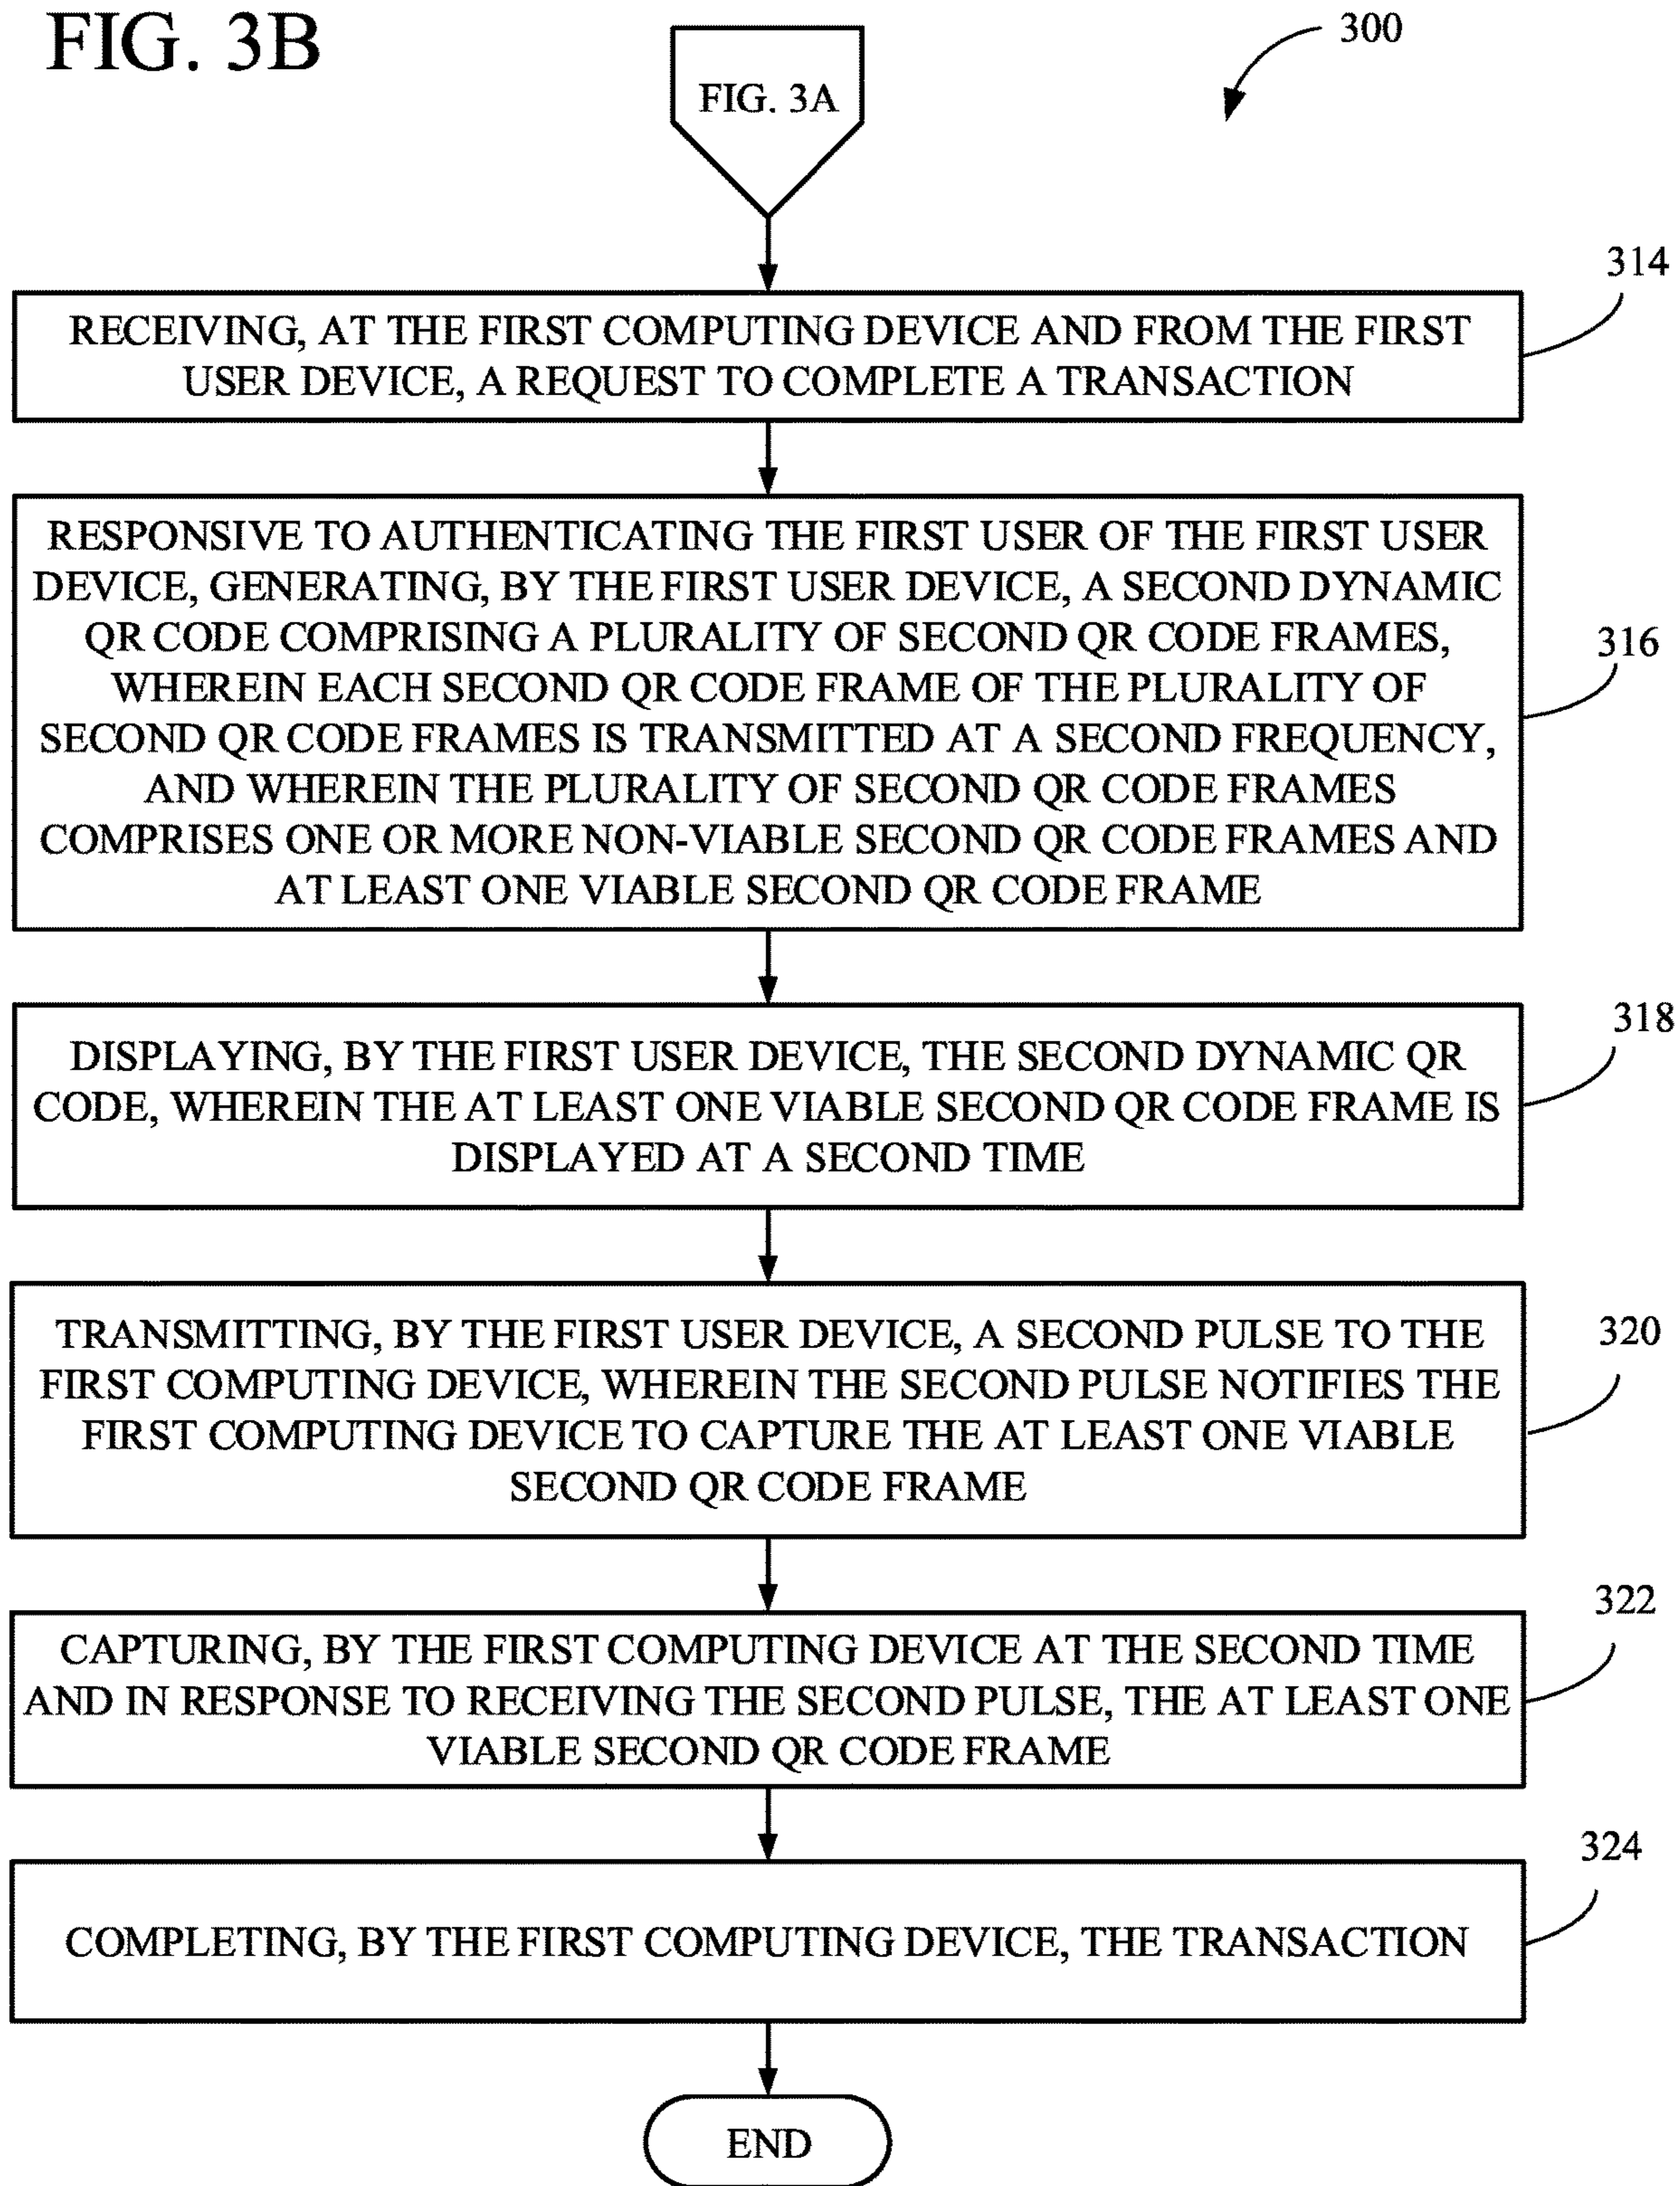 FIG. 3B
300
FIG. 3A
314
RECEIVING, AT THE FIRST COMPUTING DEVICE AND FROM THE FIRST
USER DEVICE, A REQUEST TO COMPLETE A TRANSACTION
RESPONSIVE TO AUTHENTICATING THE FIRST USER OF THE FIRST USER
DEVICE, GENERATING, BY THE FIRST USER DEVICE, A SECOND DYNAMIC
QR CODE COMPRISING A PLURALITY OF SECOND QR CODE FRAMES,
WHEREIN EACH SECOND QR CODE FRAME OF THE PLURALITY OF
SECOND QR CODE FRAMES IS TRANSMITTED AT A SECOND FREQUENCY,
AND WHEREIN THE PLURALITY OF SECOND QR CODE FRAMES
COMPRISES ONE OR MORE NON-VIABLE SECOND QR CODE FRAMES AND
AT LEAST ONE VIABLE SECOND QR CODE FRAME
316
318
DISPLAYING, BY THE FIRST USER DEVICE, THE SECOND DYNAMIC QR
CODE, WHEREIN THE AT LEAST ONE VIABLE SECOND QR CODE FRAME IS
DISPLAYED AT A SECOND TIME
TRANSMITTING, BY THE FIRST USER DEVICE, A SECOND PULSE TO THE
FIRST COMPUTING DEVICE, WHEREIN THE SECOND PULSE NOTIFIES THE
FIRST COMPUTING DEVICE TO CAPTURE THE AT LEAST ONE VIABLE
SECOND QR CODE FRAME
320
322
CAPTURING, BY THE FIRST COMPUTING DEVICE AT THE SECOND TIME
AND IN RESPONSE TO RECEIVING THE SECOND PULSE, THE AT LEAST ONE
VIABLE SECOND QR CODE FRAME
324
COMPLETING, BY THE FIRST COMPUTING DEVICE, THE TRANSACTION
END